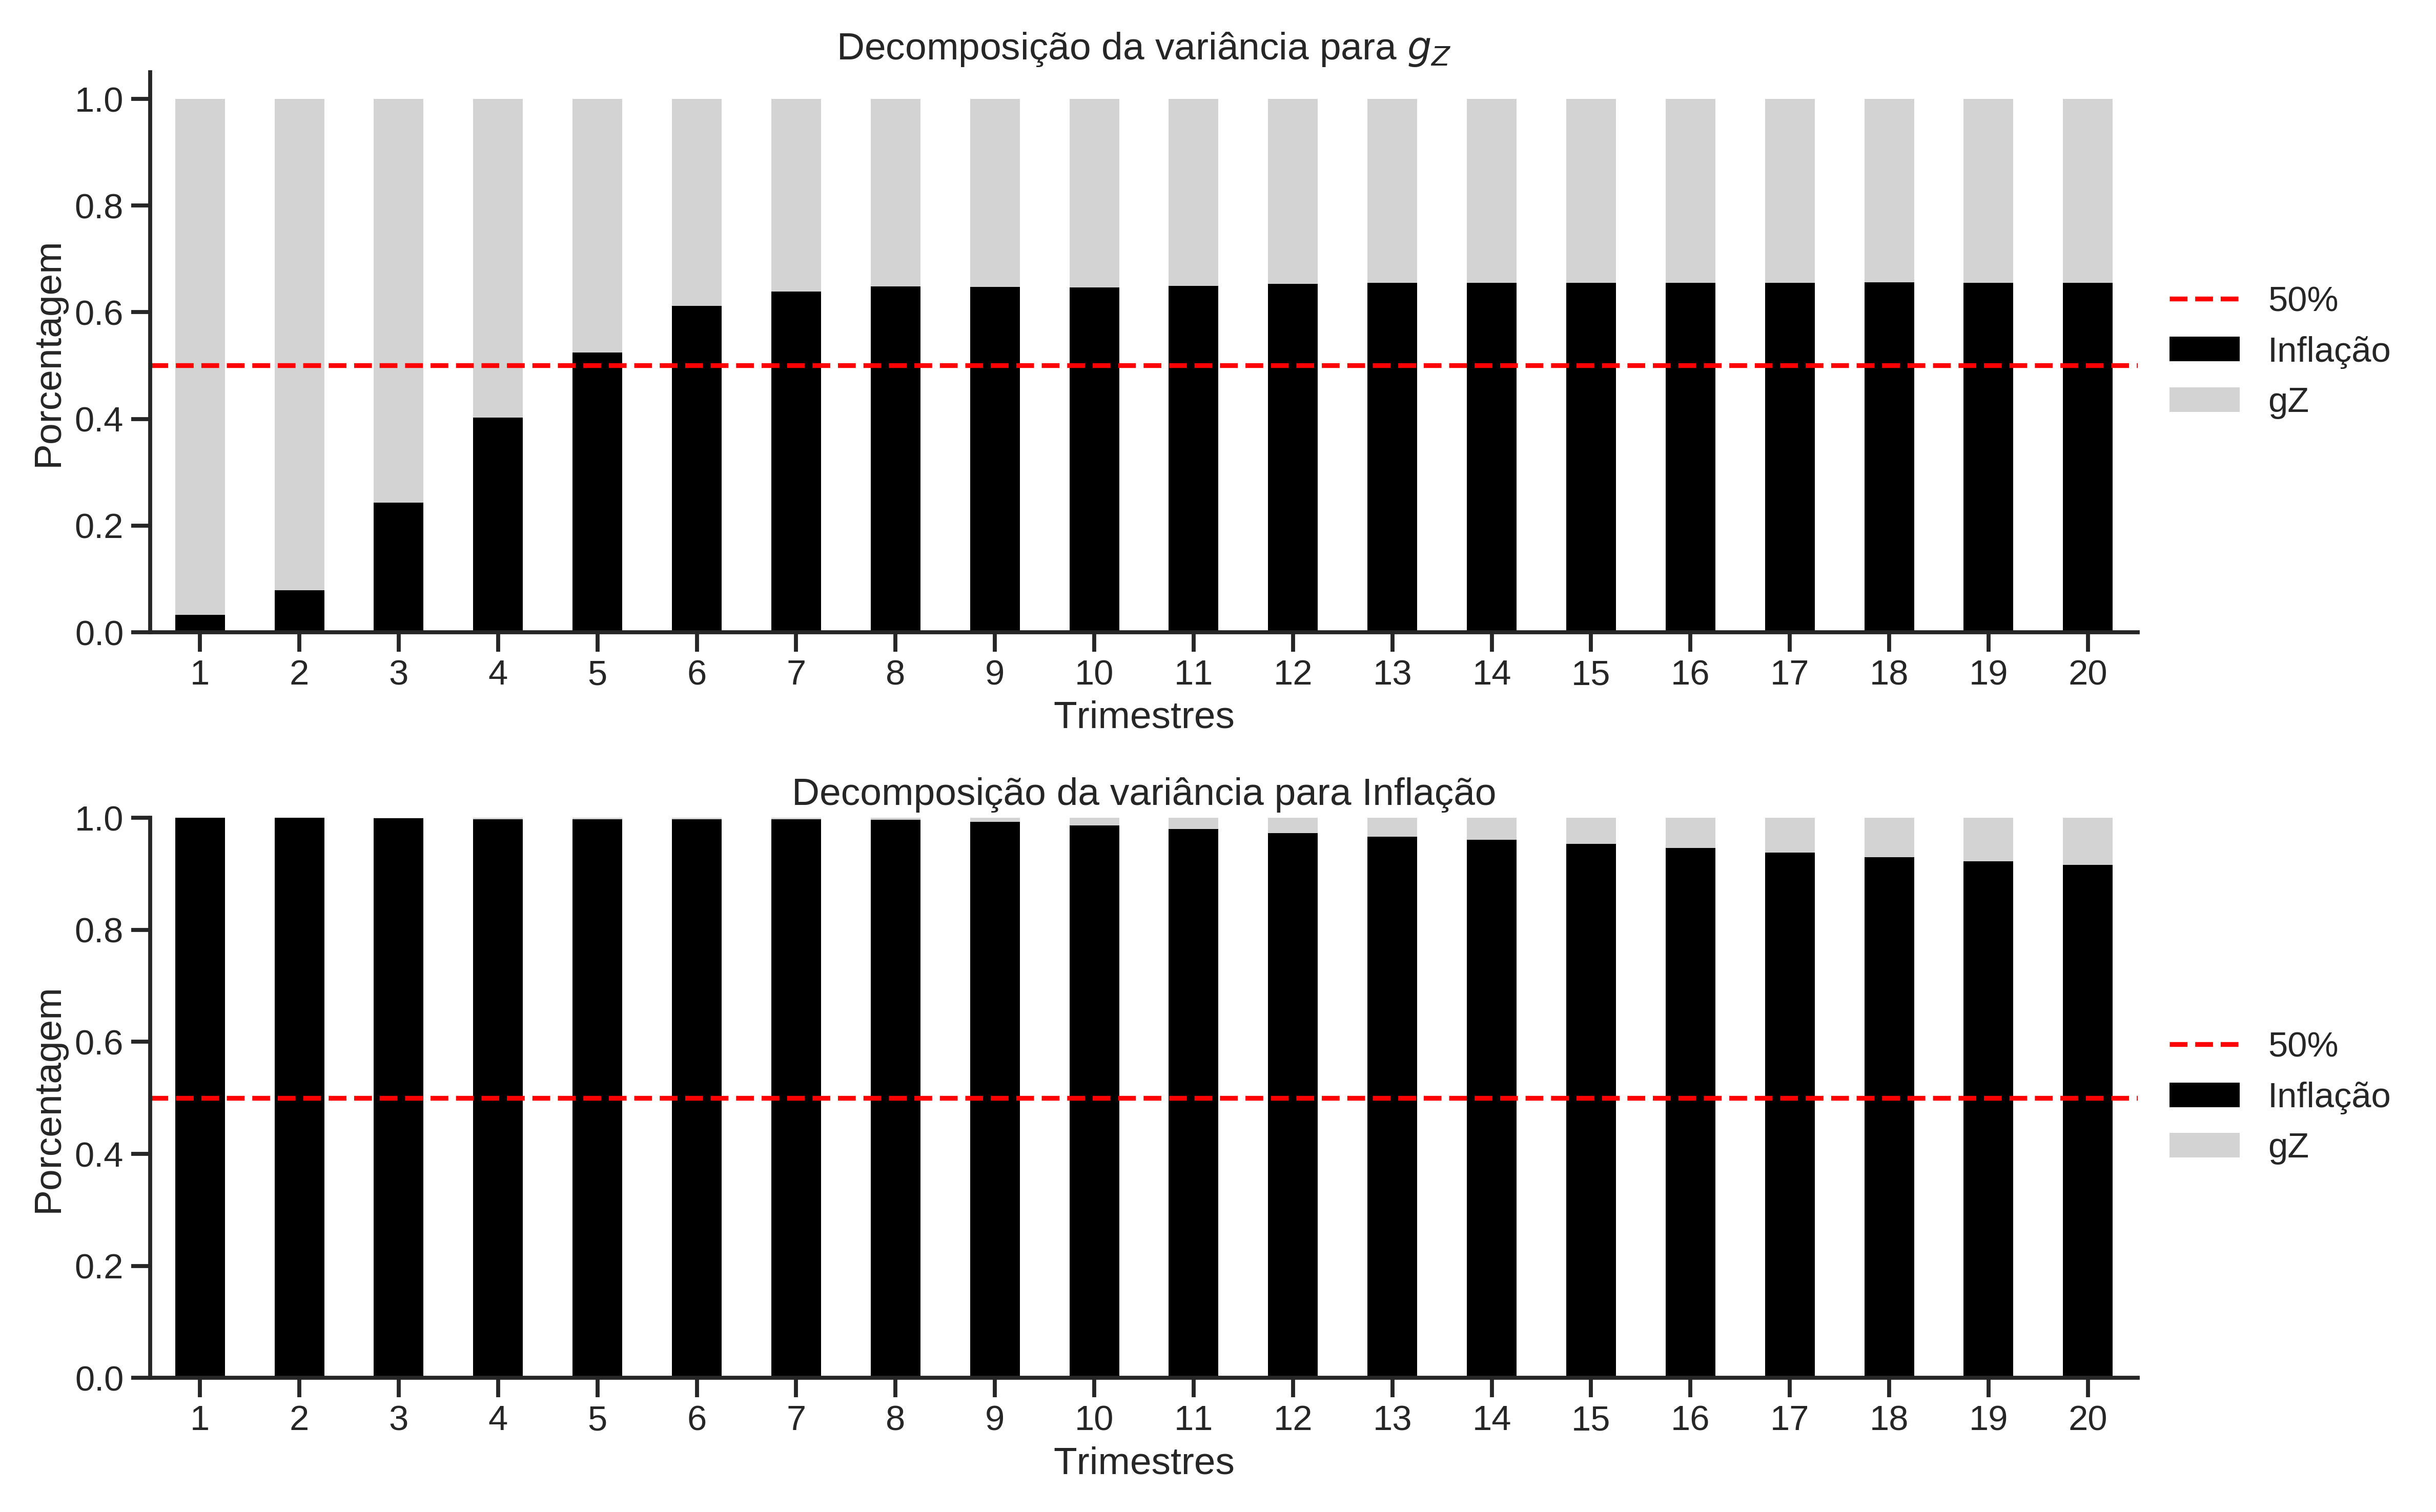 Decomposição da variância para gZ
Porcentagem
1.0
0.8
0.6
0.4
0.2
0.0
1 2 3 4 5 6 7 8 9 10 11 12 13 14 15 16 17 18 19 20
Trimestres
50%
Inflação
gZ
Decomposição da variância para Inflação
Porcentagem
1.0
0.8
0.6
0.4
0.2
0.0
1 2 3 4 5 6 7 8 9 10 11 12 13 14 15 16 17 18 19 20
Trimestres
50%
Inflação
gZ